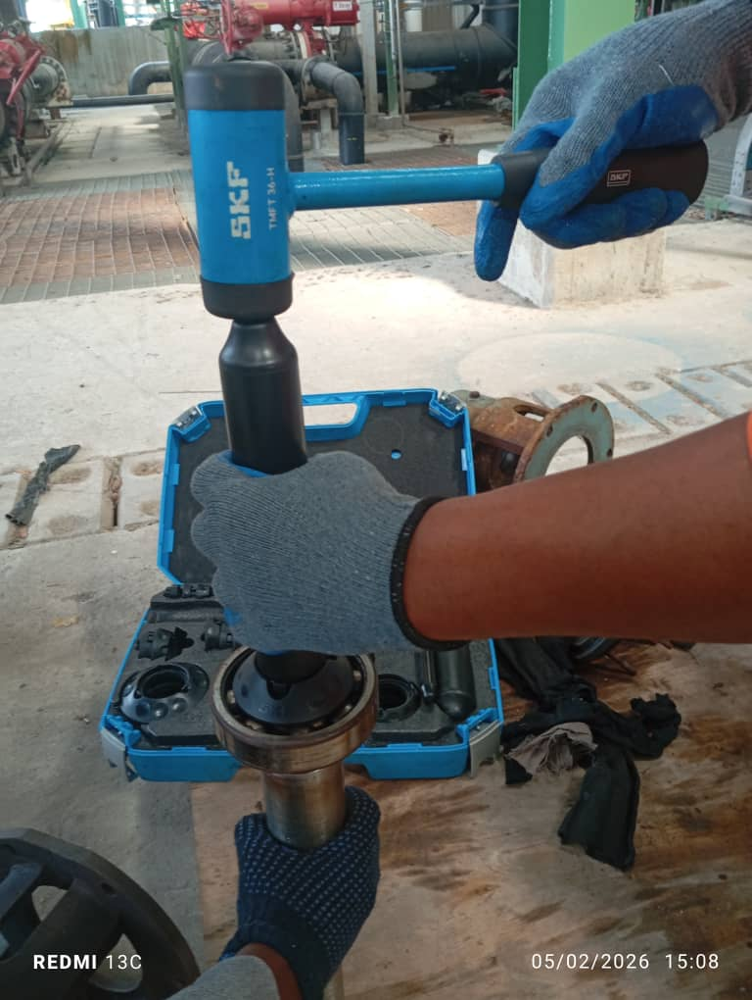 SKF
TMFT 36-H
SKF
REDMI 13C
05/02/2026 15:08